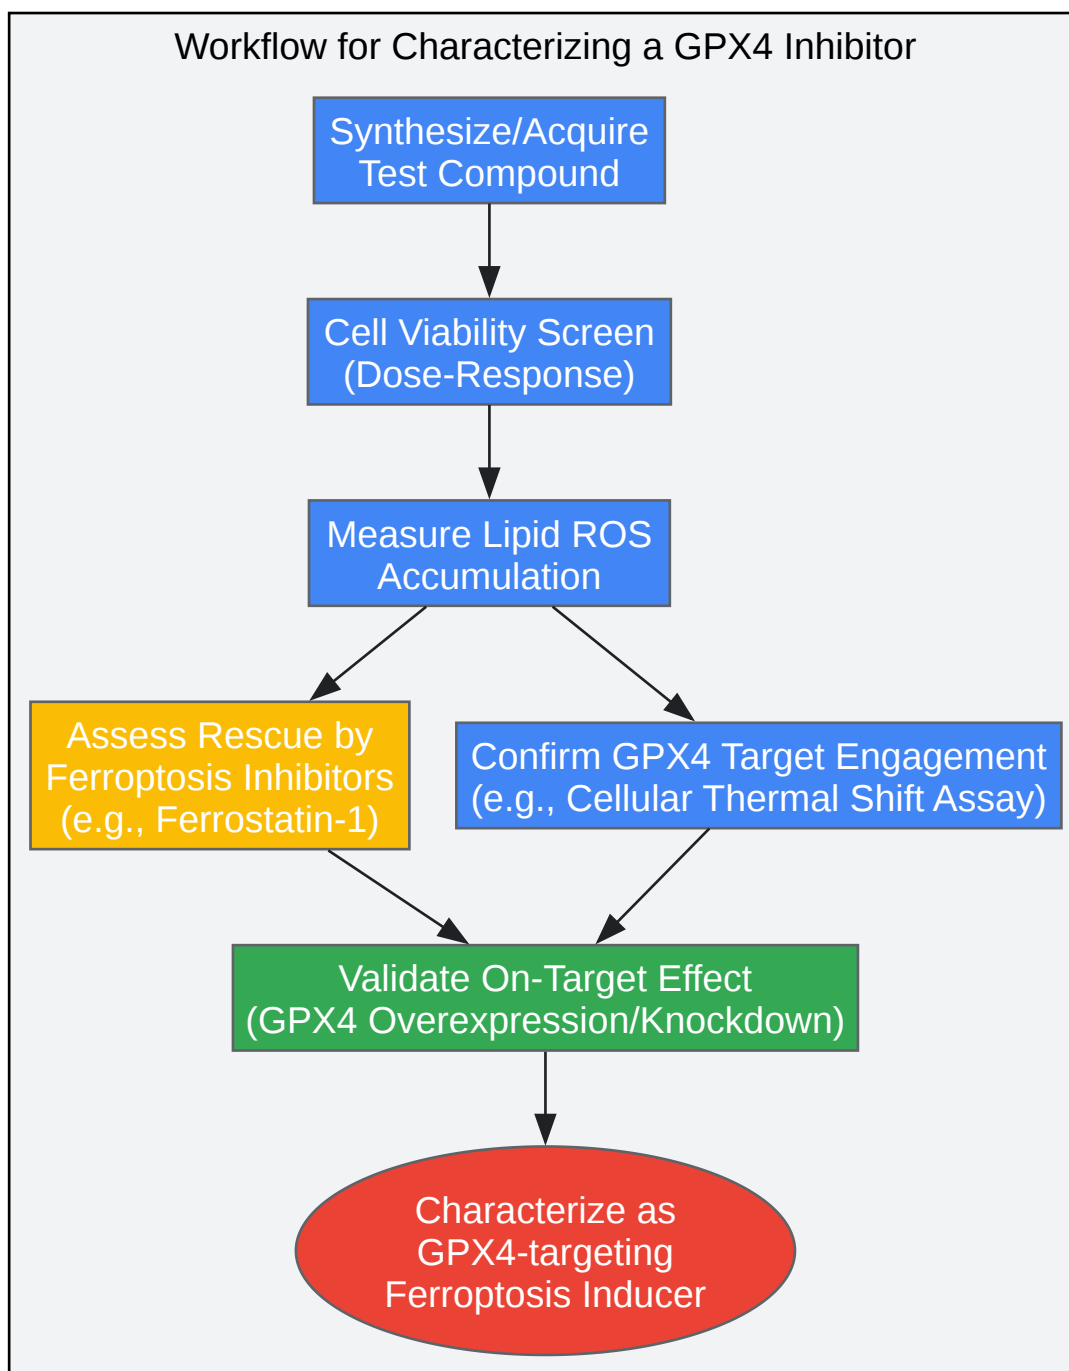 Workflow for Characterizing a GPX4 Inhibitor
Synthesize/Acquire
Test Compound
Cell Viability Screen
(Dose-Response)
Measure Lipid ROS
Accumulation
Assess Rescue by
Ferroptosis Inhibitors
(e.g., Ferrostatin-1)
Confirm GPX4 Target Engagement
(e.g., Cellular Thermal Shift Assay)
Validate On-Target Effect
(GPX4 Overexpression/Knockdown)
Characterize as
GPX4-targeting
Ferroptosis Inducer